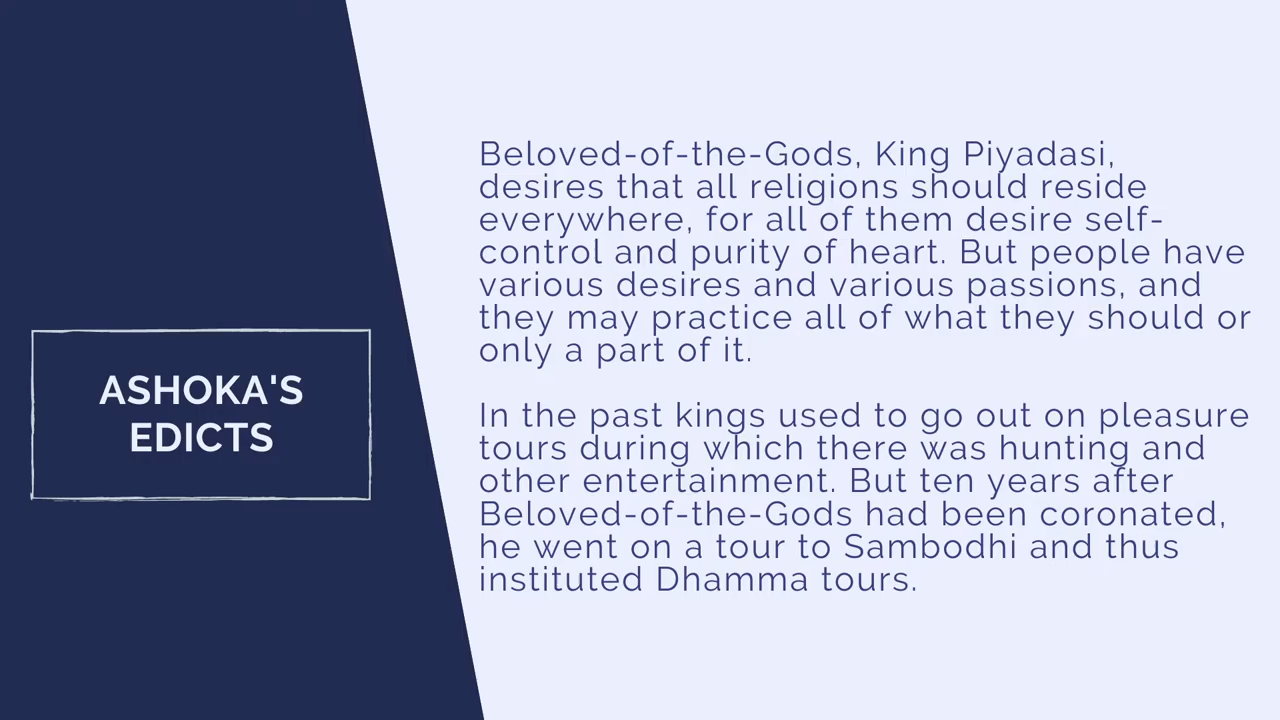 ASHOKA'S
EDICTS
Beloved-of-the-Gods, King Piyadasi,
desires that all religions should reside
everywhere, for all of them desire self-
control and purity of heart. But people have
various desires and various passions, and
they may practice all of what they should or
only a part of it.
In the past kings used to go out on pleasure
tours during which there was hunting and
other entertainment. But ten years after
Beloved-of-the-Gods had been coronated,
he went on a tour to Sambodhi and thus
instituted Dhamma tours.